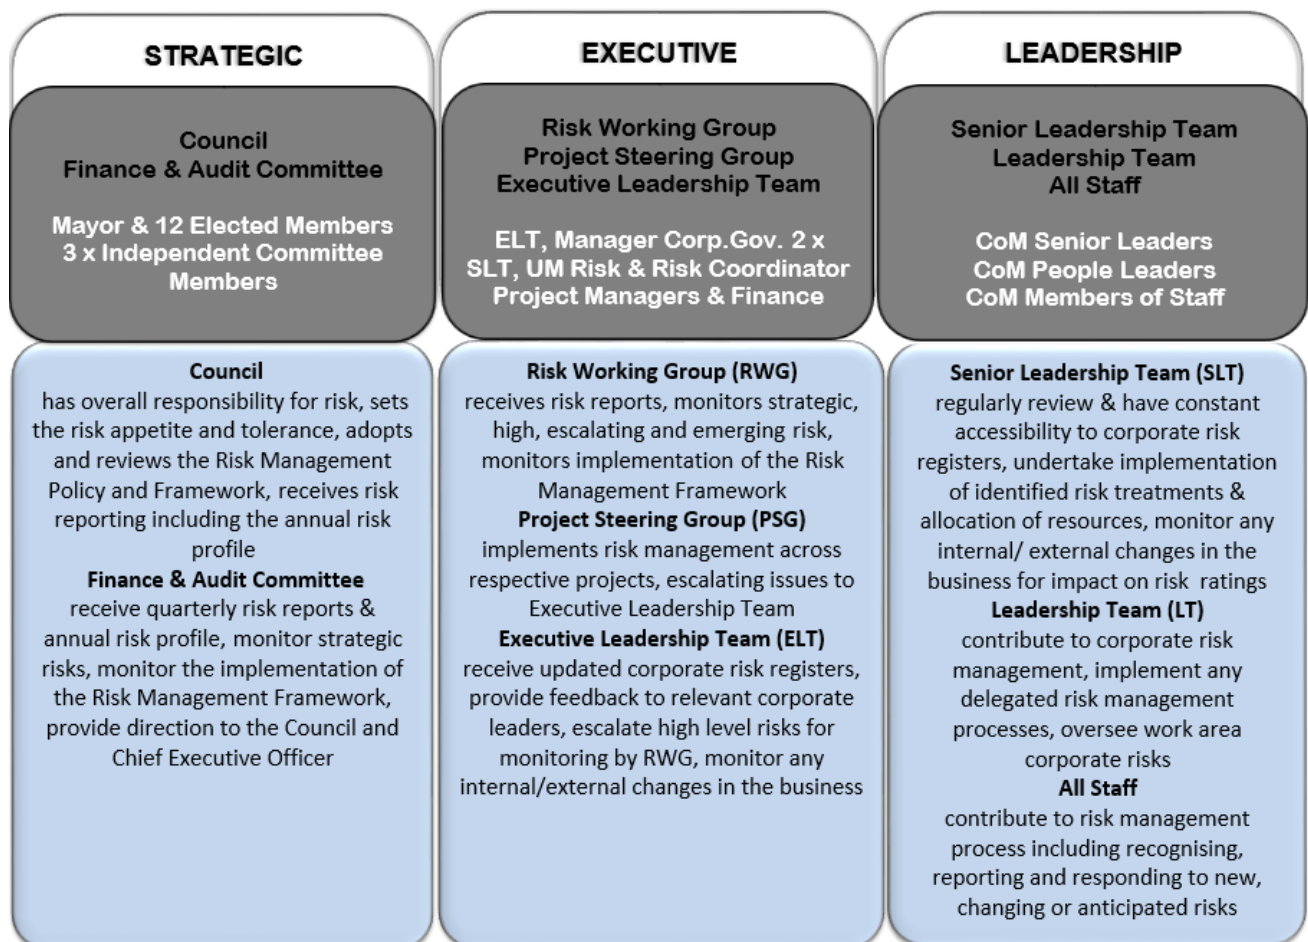 STRATEGIC
Council
Finance & Audit Committee
Mayor & 12 Elected Members
3 x Independent Committee
Members
Council
has overall responsibility for risk, sets
the risk appetite and tolerance, adopts
and reviews the Risk Management
Policy and Framework, receives risk
reporting including the annual risk
profile
Finance & Audit Committee
receive quarterly risk reports &
annual risk profile, monitor strategic
risks, monitor the implementation of
the Risk Management Framework,
provide direction to the Council and
Chief Executive Officer
EXECUTIVE
Risk Working Group
Project Steering Group
Executive Leadership Team
ELT, Manager Corp.Gov. 2 x
SLT, UM Risk & Risk Coordinator
Project Managers & Finance
Risk Working Group (RWG)
receives risk reports, monitors strategic,
high, escalating and emerging risk,
monitors implementation of the Risk
Management Framework
Project Steering Group (PSG)
implements risk management across
respective projects, escalating issues to
Executive Leadership Team
Executive Leadership Team (ELT)
receive updated corporate risk registers,
provide feedback to relevant corporate
leaders, escalate high level risks for
monitoring by RWG, monitor any
internal/external changes in the business
LEADERSHIP
Senior Leadership Team
Leadership Team
All Staff
CoM Senior Leaders
CoM People Leaders
CoM Members of Staff
Senior Leadership Team (SLT)
regularly review & have constant
accessibility to corporate risk
registers, undertake implementation
of identified risk treatments &
allocation of resources, monitor any
internal/ external changes in the
business for impact on risk ratings
Leadership Team (LT)
contribute to corporate risk
management, implement any
delegated risk management
processes, oversee work area
corporate risks
All Staff
contribute to risk management
process including recognising,
reporting and responding to new,
changing or anticipated risks